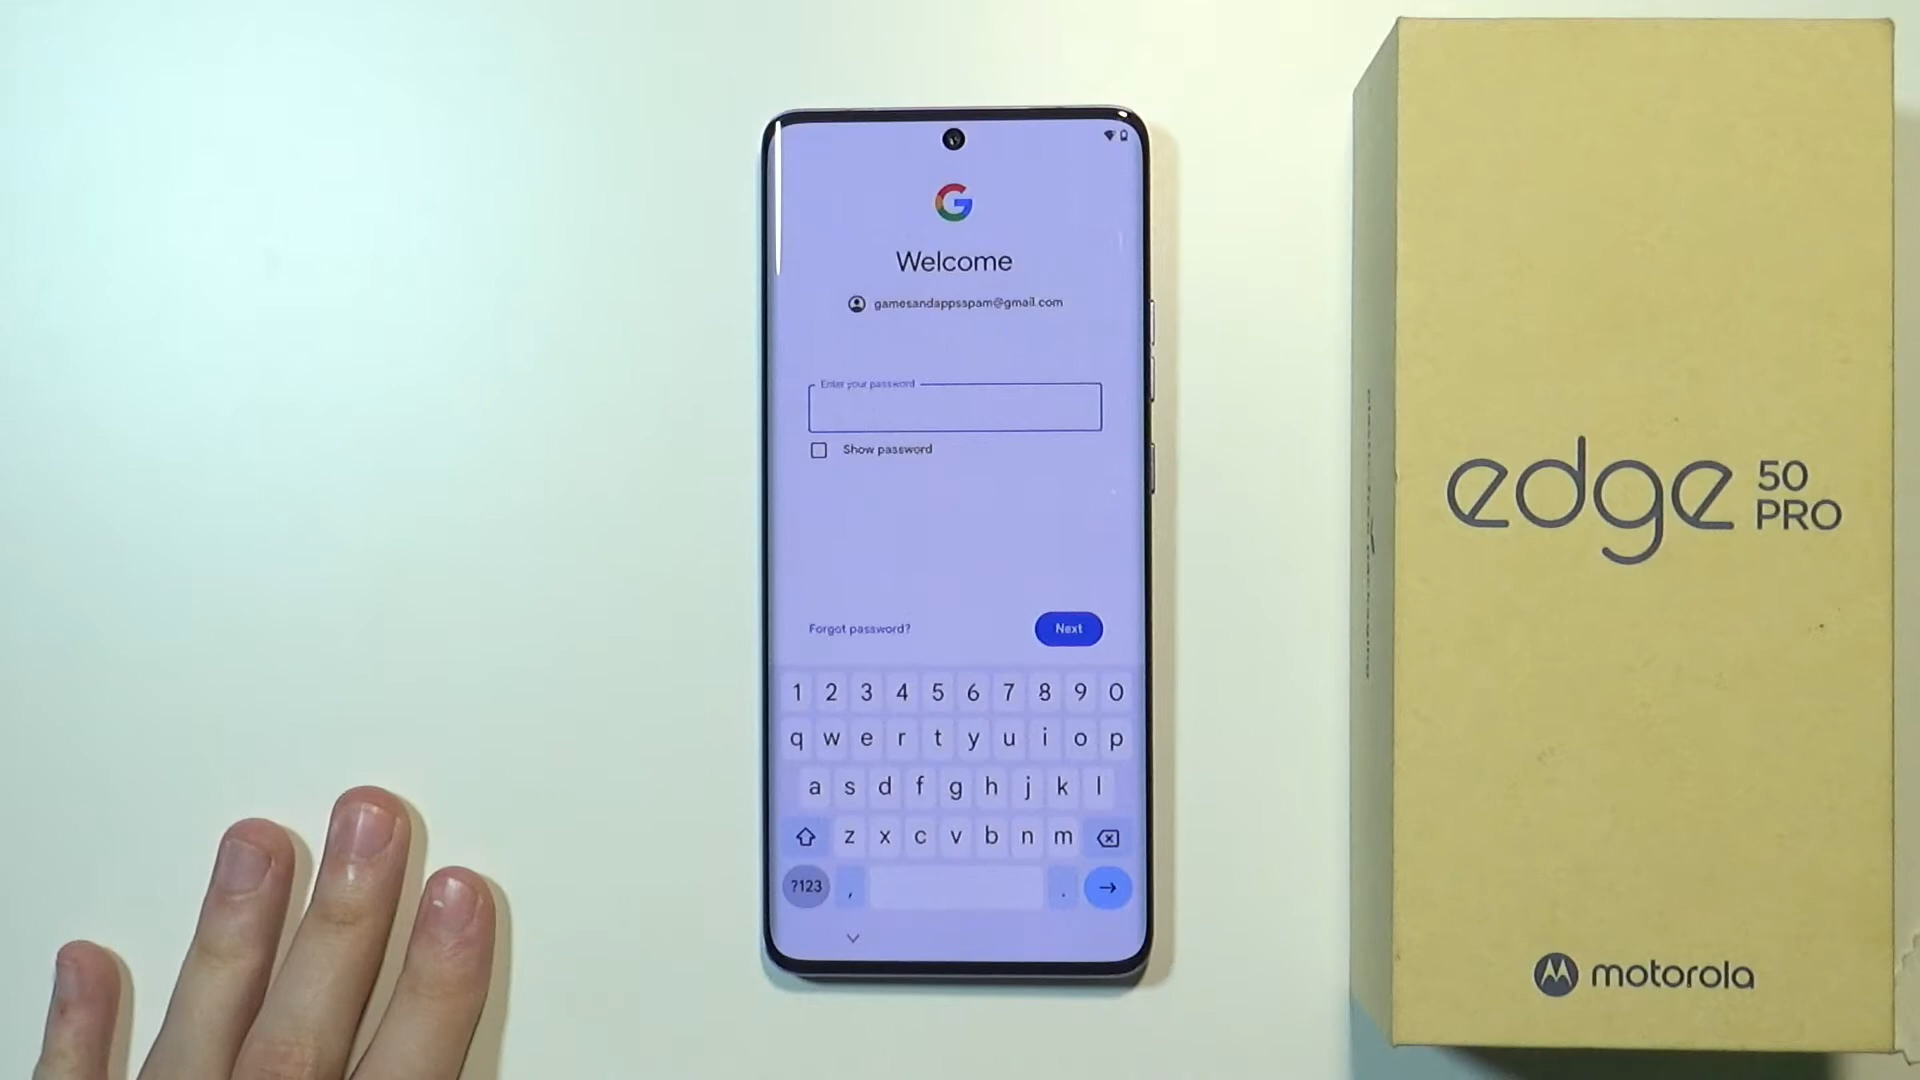 Welcome
gamesandappsspam@gmail.com
Enter your password
Show password
Forgot password?
Next
1 2 3 4 5 6 7 8 9 0
q w e r t y u i o p
a s d f g h j k l
z x c v b n m
?123 , .
edge 50 PRO
motorola